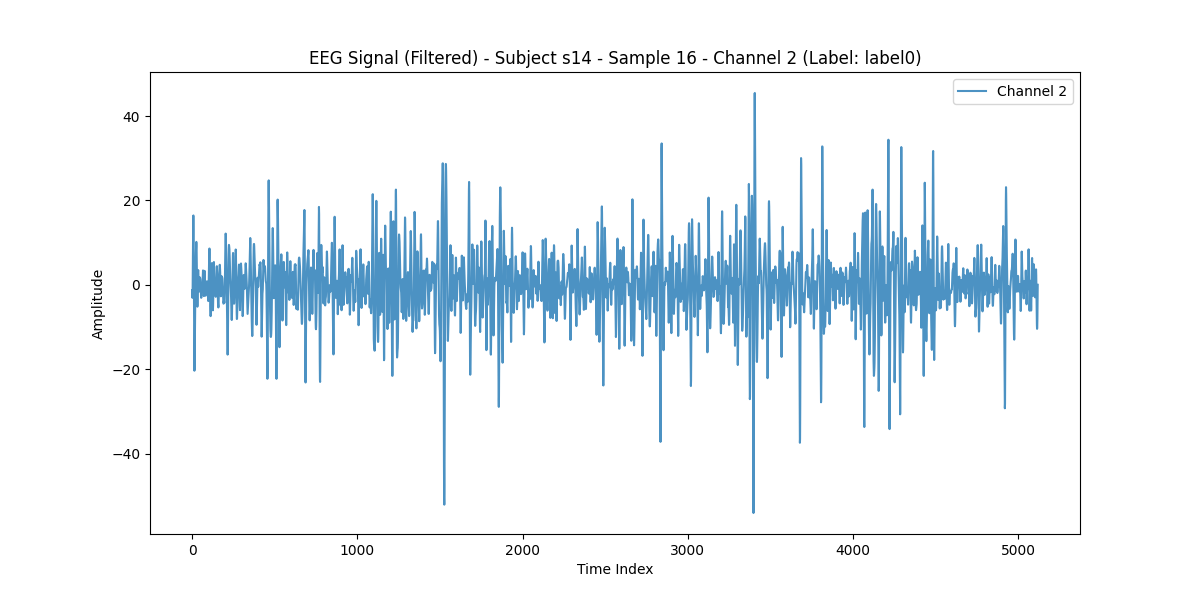 EEG Signal (Filtered) - Subject s14 - Sample 16 - Channel 2 (Label: label0)
Channel 2
40
20
0
−20
−40
Amplitude
0
1000
2000
3000
4000
5000
Time Index